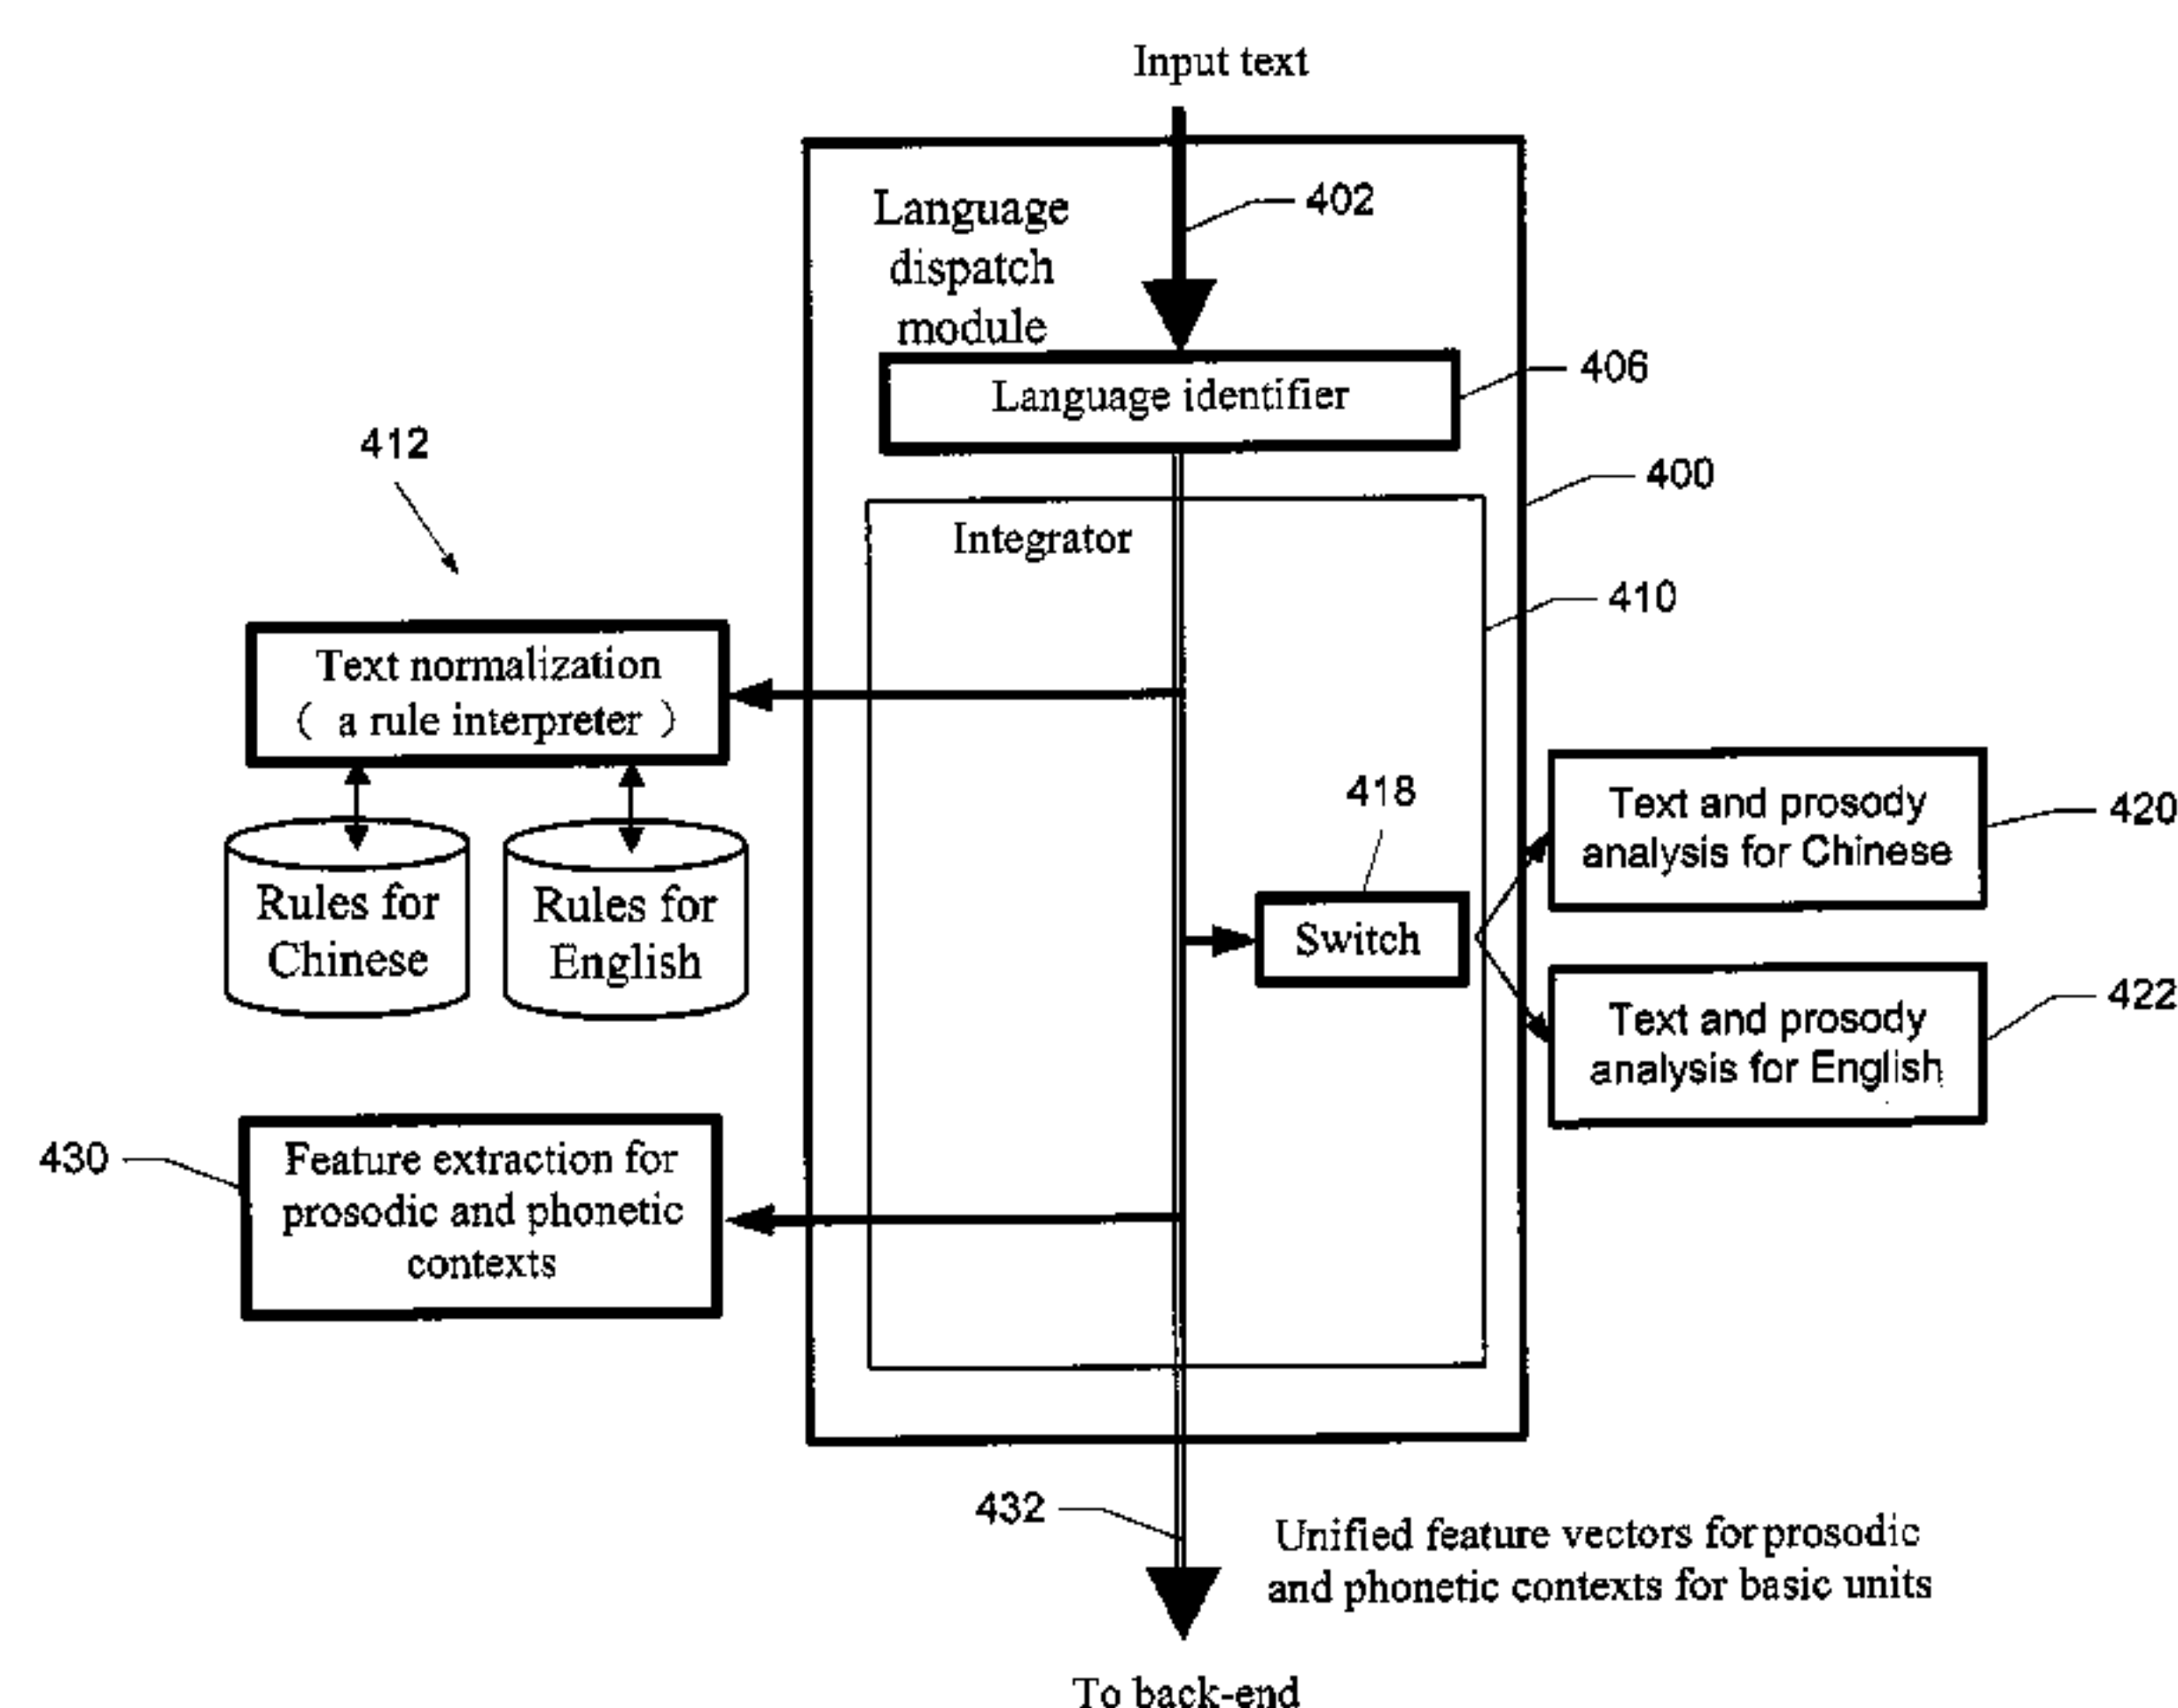 Input text
402
Language
dispatch
module
406
Language identifier
412
400
Integrator
410
Text normalization
( a rule interpreter )
418
Text and prosody
analysis for Chinese
420
Rules for
Chinese
Rules for
English
Switch
422
Text and prosody
analysis for English
430
Feature extraction for
prosodic and phonetic
contexts
432
Unified feature vectors for prosodic
and phonetic contexts for basic units
To back-end